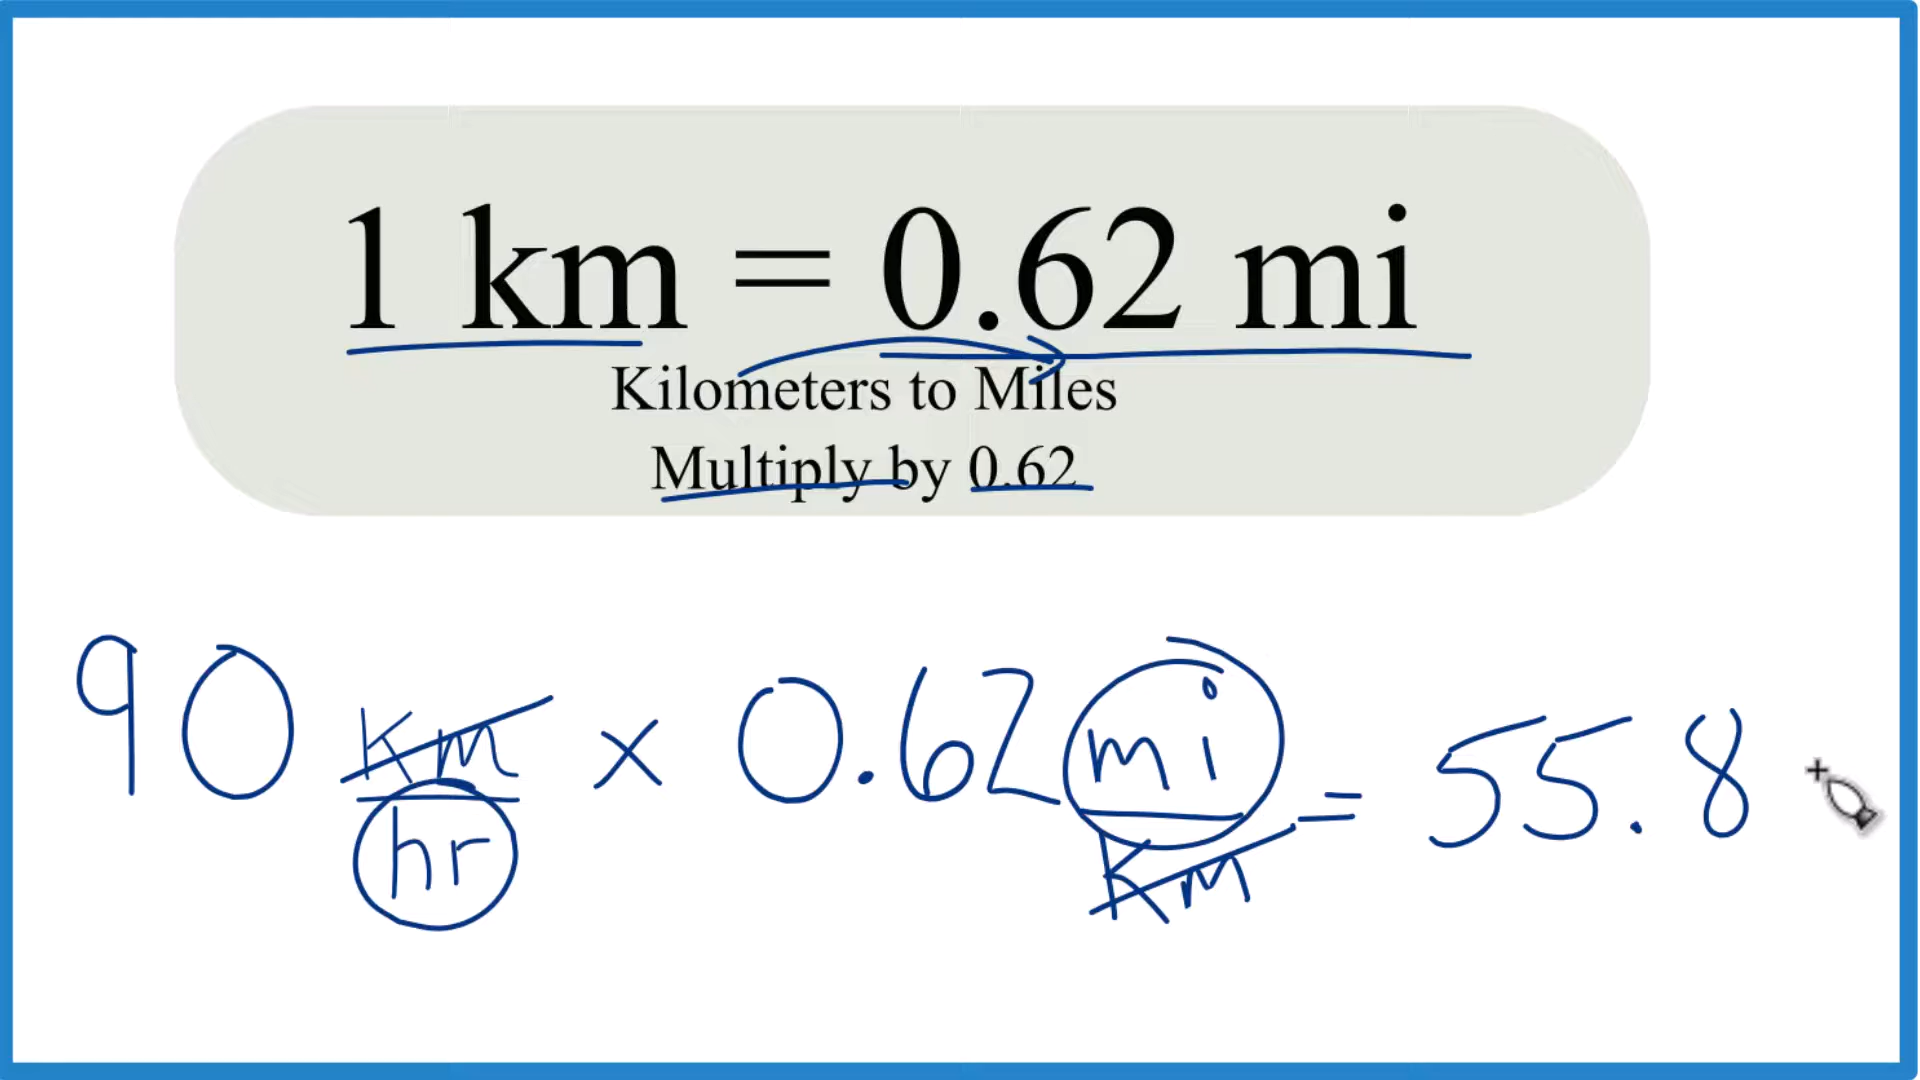 1 km = 0.62 mi
Kilometers to Miles
Multiply by 0.62
90 Km/hr × 0.62 mi/Km = 55.8